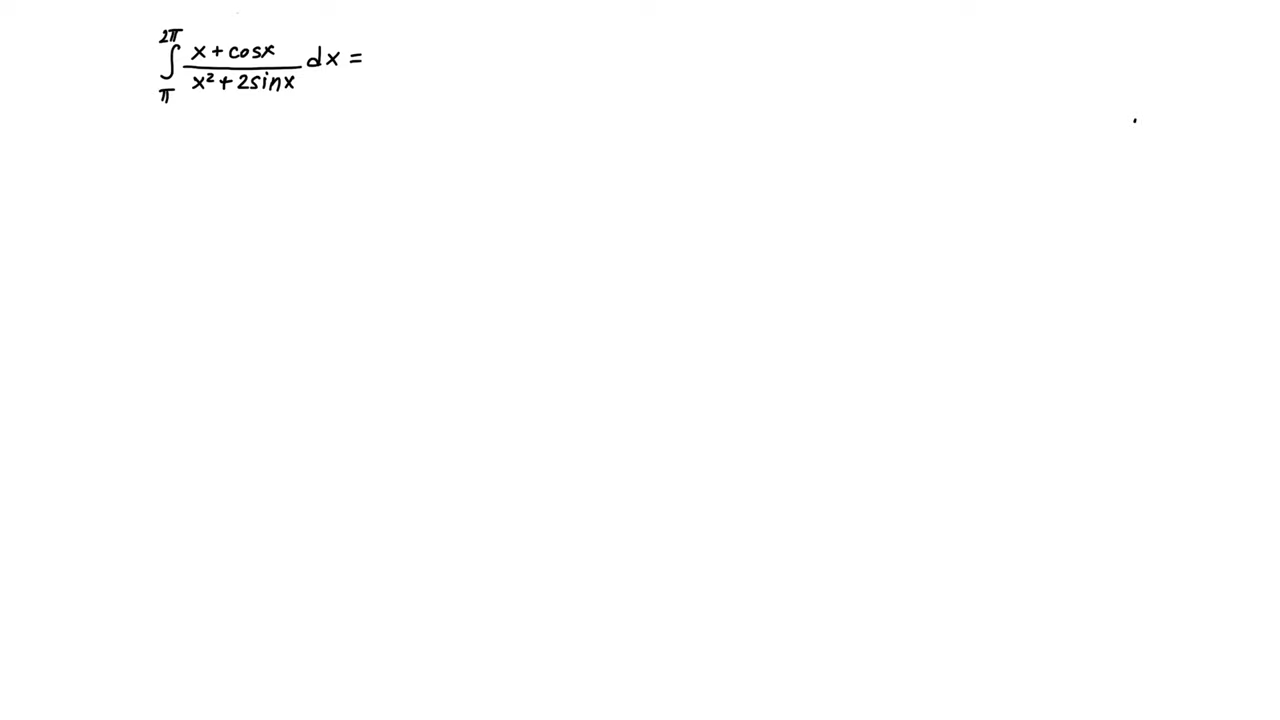 ∫_π^{2π} (x + cosx)/(x² + 2sinx) dx =